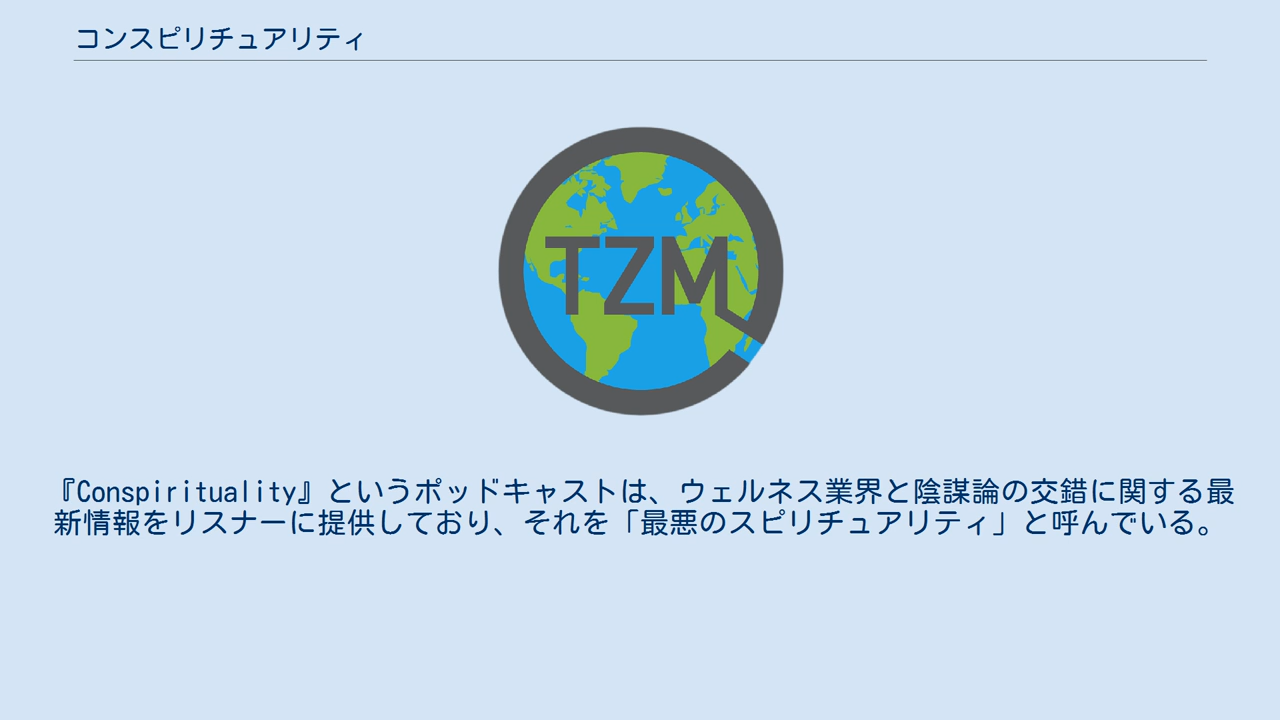 コンスピリチュアリティ
TZM
『Conspirituality』というポッドキャストは、ウェルネス業界と陰謀論の交錯に関する最
新情報をリスナーに提供しており、それを「最悪のスピリチュアリティ」と呼んでいる。